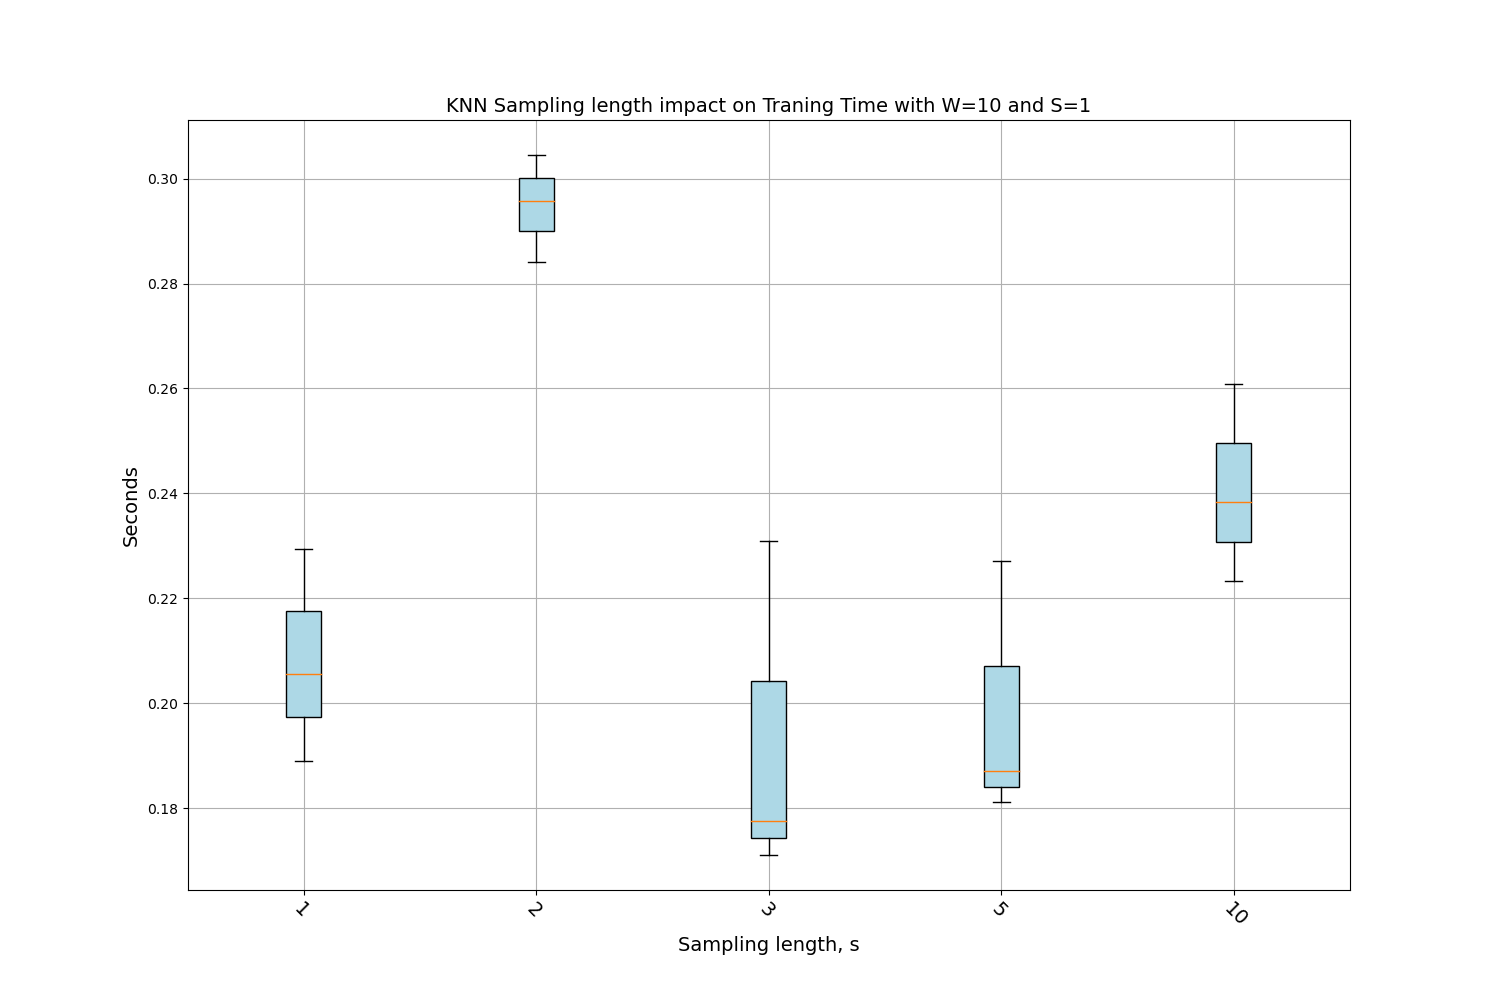 KNN Sampling length impact on Traning Time with W=10 and S=1
Seconds
0.30
0.28
0.26
0.24
0.22
0.20
0.18
1 2 3 5 10
Sampling length, s